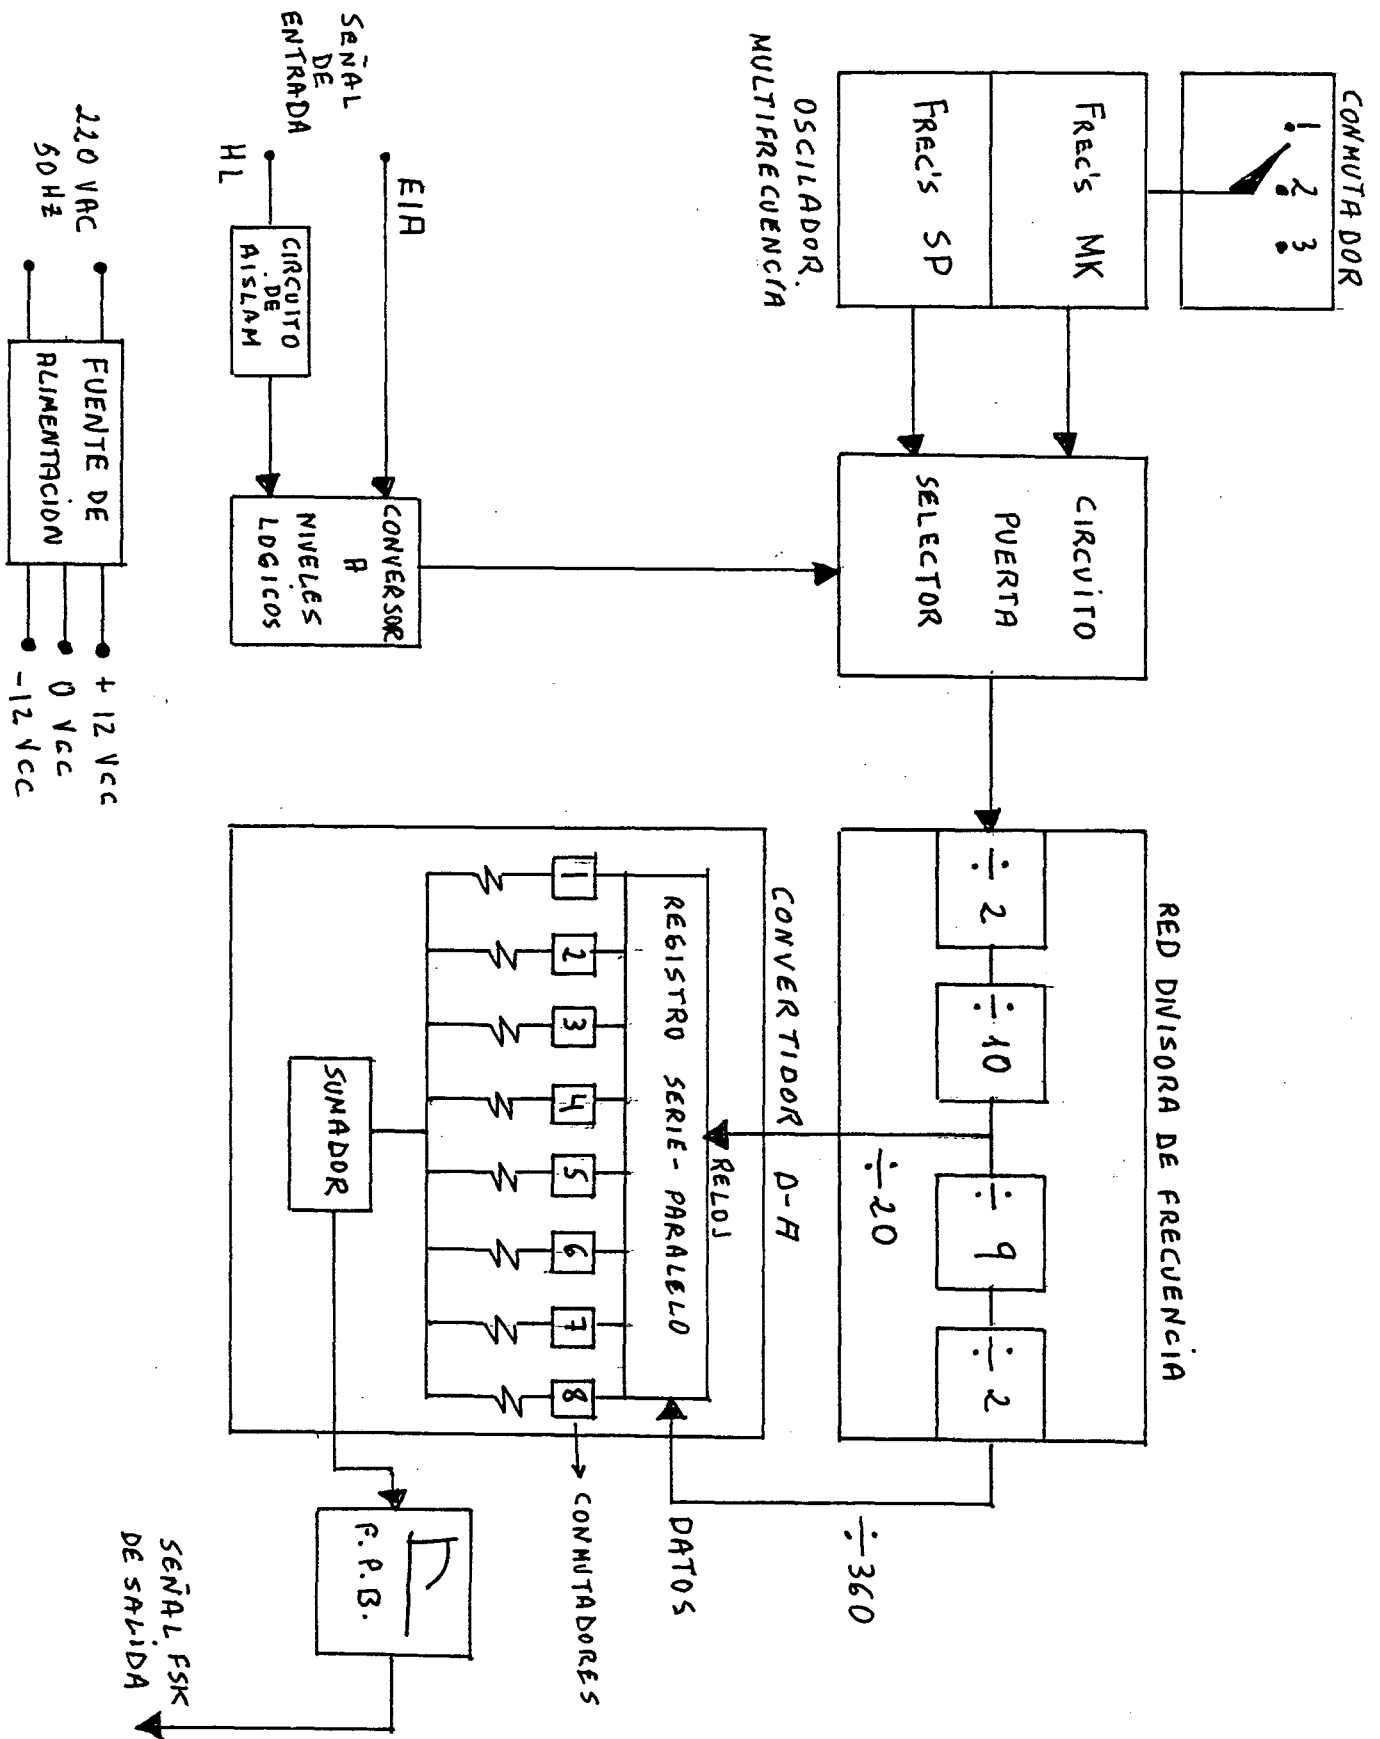 CONMUTADOR
1 2 3
FREC'S MK
FREC'S SP
OSCILADOR
MULTIFRECUENCIA
CIRCUITO
PUERTA
SELECTOR
RED DIVISORA DE FRECUENCIA
÷ 2
÷ 10
÷ 9
÷ 2
÷ 20
÷ 360
SEÑAL
DE
ENTRADA
EIA
HL
CIRCUITO
DE
AISLAM
CONVERSOR
A
NIVELES
LOGICOS
CONVERTIDOR D-A
RELOJ
DATOS
REGISTRO SERIE-PARALELO
1 2 3 4 5 6 7 8
CONMUTADORES
SUMADOR
F.P.B.
SEÑAL FSK
DE SALIDA
220 VAC
50 HZ
FUENTE DE
ALIMENTACION
+ 12 VCC
0 VCC
-12 VCC